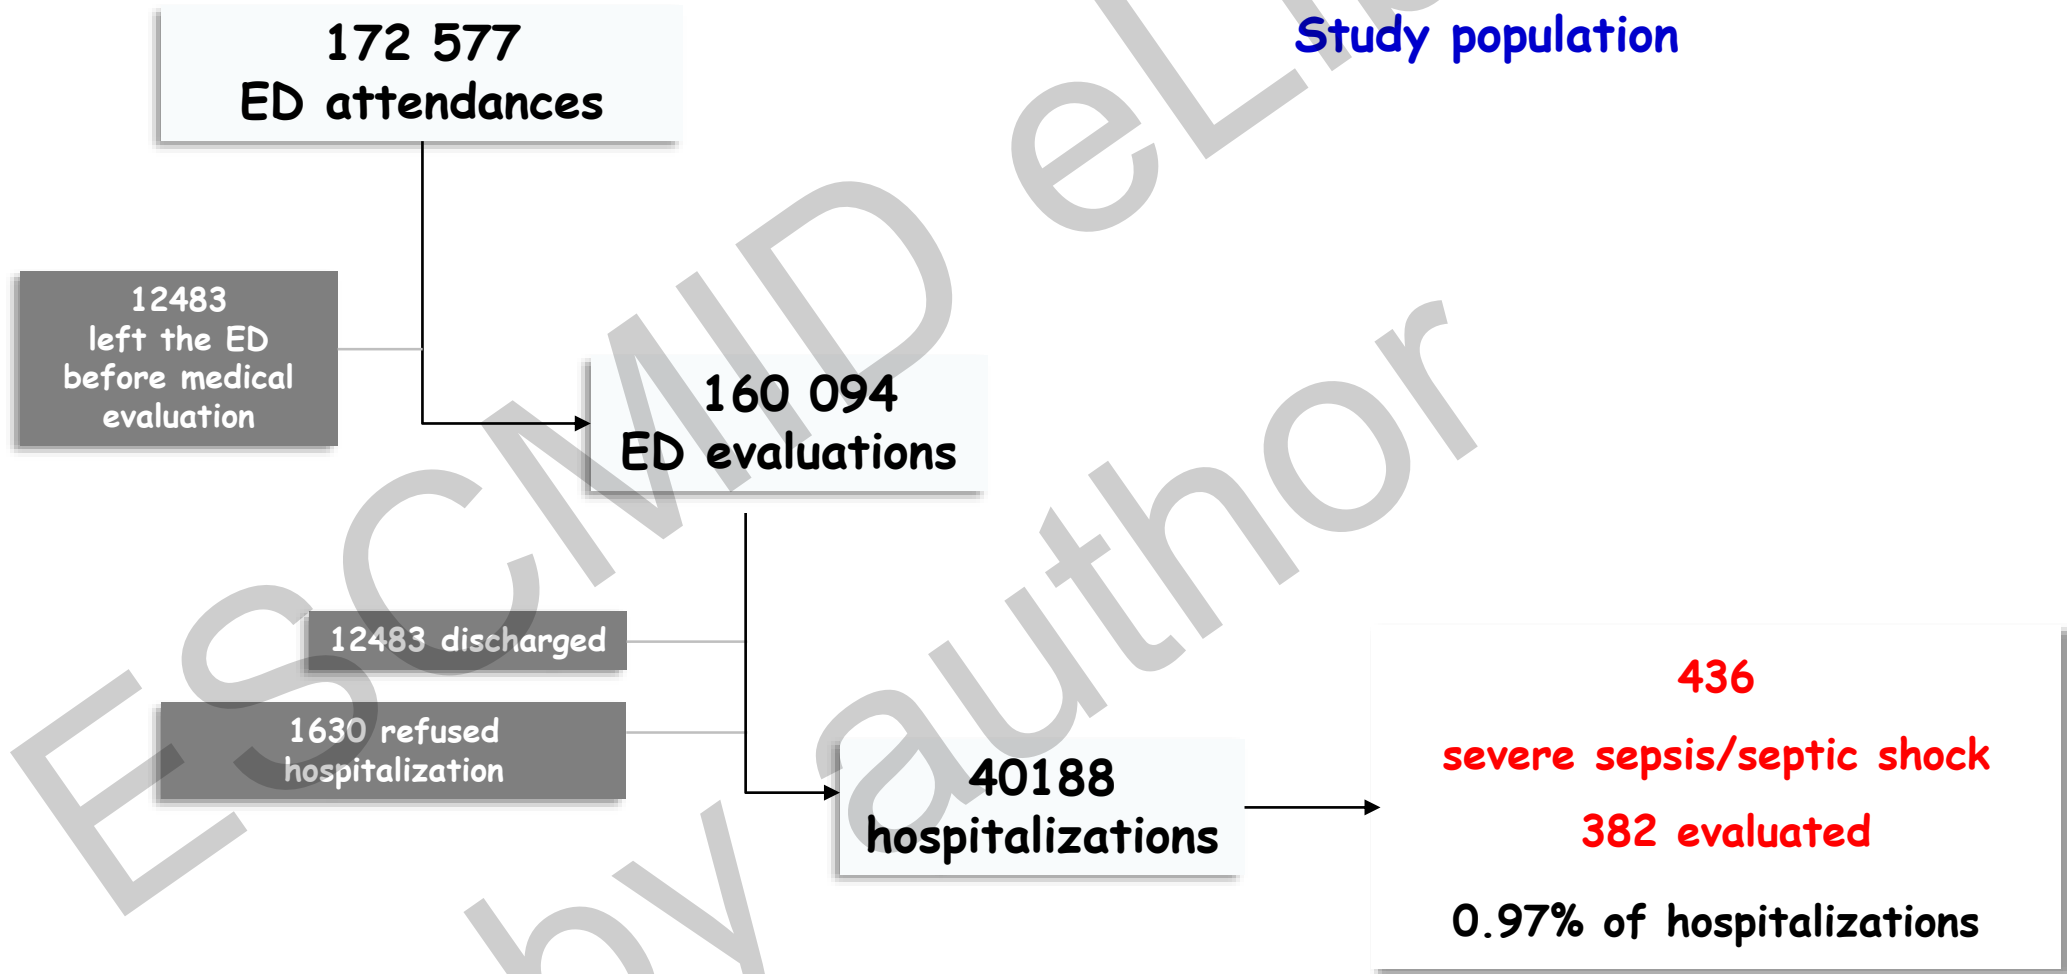 Study population
172 577
ED attendances
12483
left the ED
before medical
evaluation
160 094
ED evaluations
12483 discharged
1630 refused
hospitalization
40188
hospitalizations
436
severe sepsis/septic shock
382 evaluated
0.97% of hospitalizations
ESCMID eLib
by author